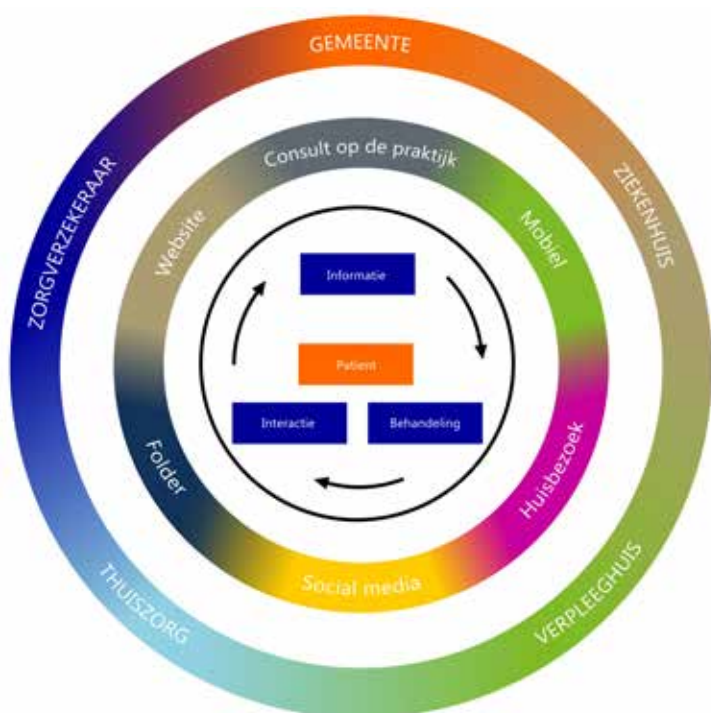 GEMEENTE
ZIEKENHUIS
VERPLEEGHUIS
THUISZORG
ZORGVERZEKERAAR
Consult op de praktijk
Mobiel
Huisbezoek
Social media
Folder
Website
Informatie
Patient
Interactie
Behandeling